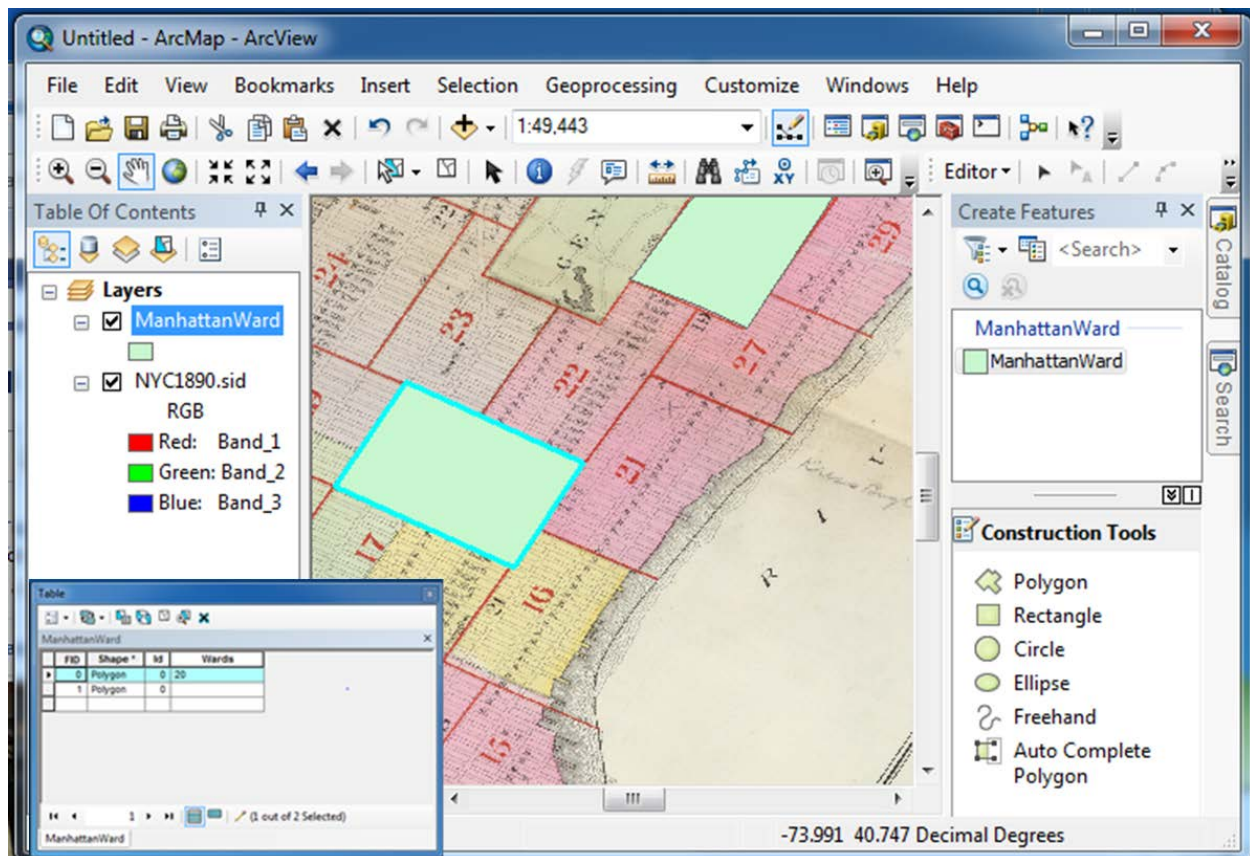 Untitled - ArcMap - ArcView
File Edit View Bookmarks Insert Selection Geoprocessing Customize Windows Help
1:49,443
XY
Editor
Table Of Contents
Layers
ManhattanWard
NYC1890.sid
RGB
Red: Band_1
Green: Band_2
Blue: Band_3
24
23
22
29
27
21
17
16
21
15
C E N
R
I
Create Features
<Search>
ManhattanWard
ManhattanWard
Catalog
Search
Construction Tools
Polygon
Rectangle
Circle
Ellipse
Freehand
Auto Complete
Polygon
Table
ManhattanWard
FID Shape * Id Wards
0 Polygon 0 20
1 Polygon 0
1 (1 out of 2 Selected)
ManhattanWard
-73.991 40.747 Decimal Degrees